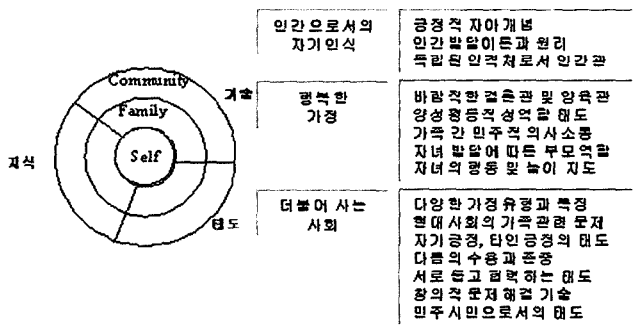 Community
Family
Self
기술
지식
태도
인간으로서의
자기인식
긍정적 자아개념
인간 발달이론과 원리
독립된 인격체로서 인간관
행복한
가정
바람직한 결혼관 및 양육관
양성평등적 성역할 태도
가족 간 민주적 의사소통
자녀 발달에 따른 부모역할
자녀의 행동 및 놀이 지도
더불어 사는
사회
다양한 가정유형과 특징
현대사회의 가족관련 문제
자기긍정, 타인긍정의 태도
다름의 수용과 존중
서로 돕고 협력하는 태도
창의적 문제해결 기술
민주시민으로서의 태도